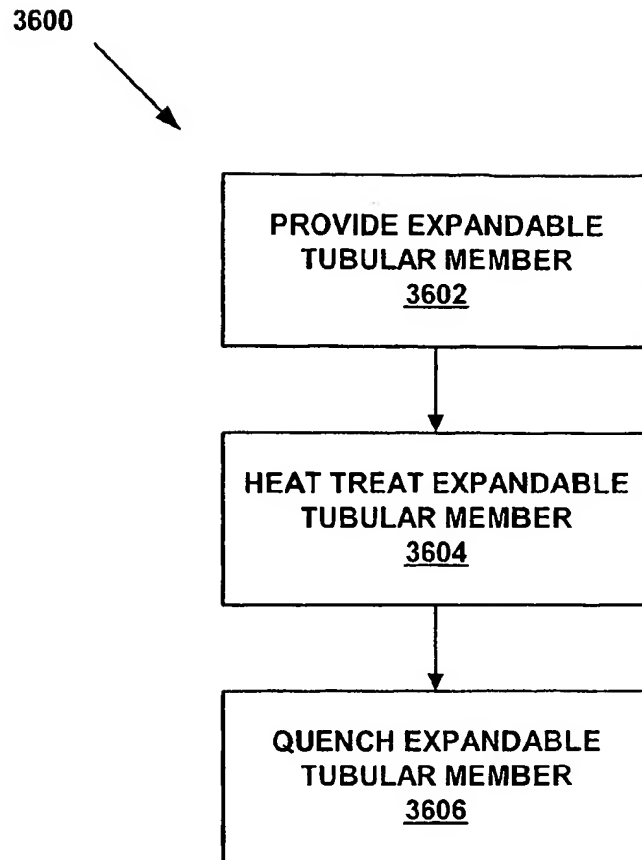 3600
PROVIDE EXPANDABLE
TUBULAR MEMBER
3602
HEAT TREAT EXPANDABLE
TUBULAR MEMBER
3604
QUENCH EXPANDABLE
TUBULAR MEMBER
3606